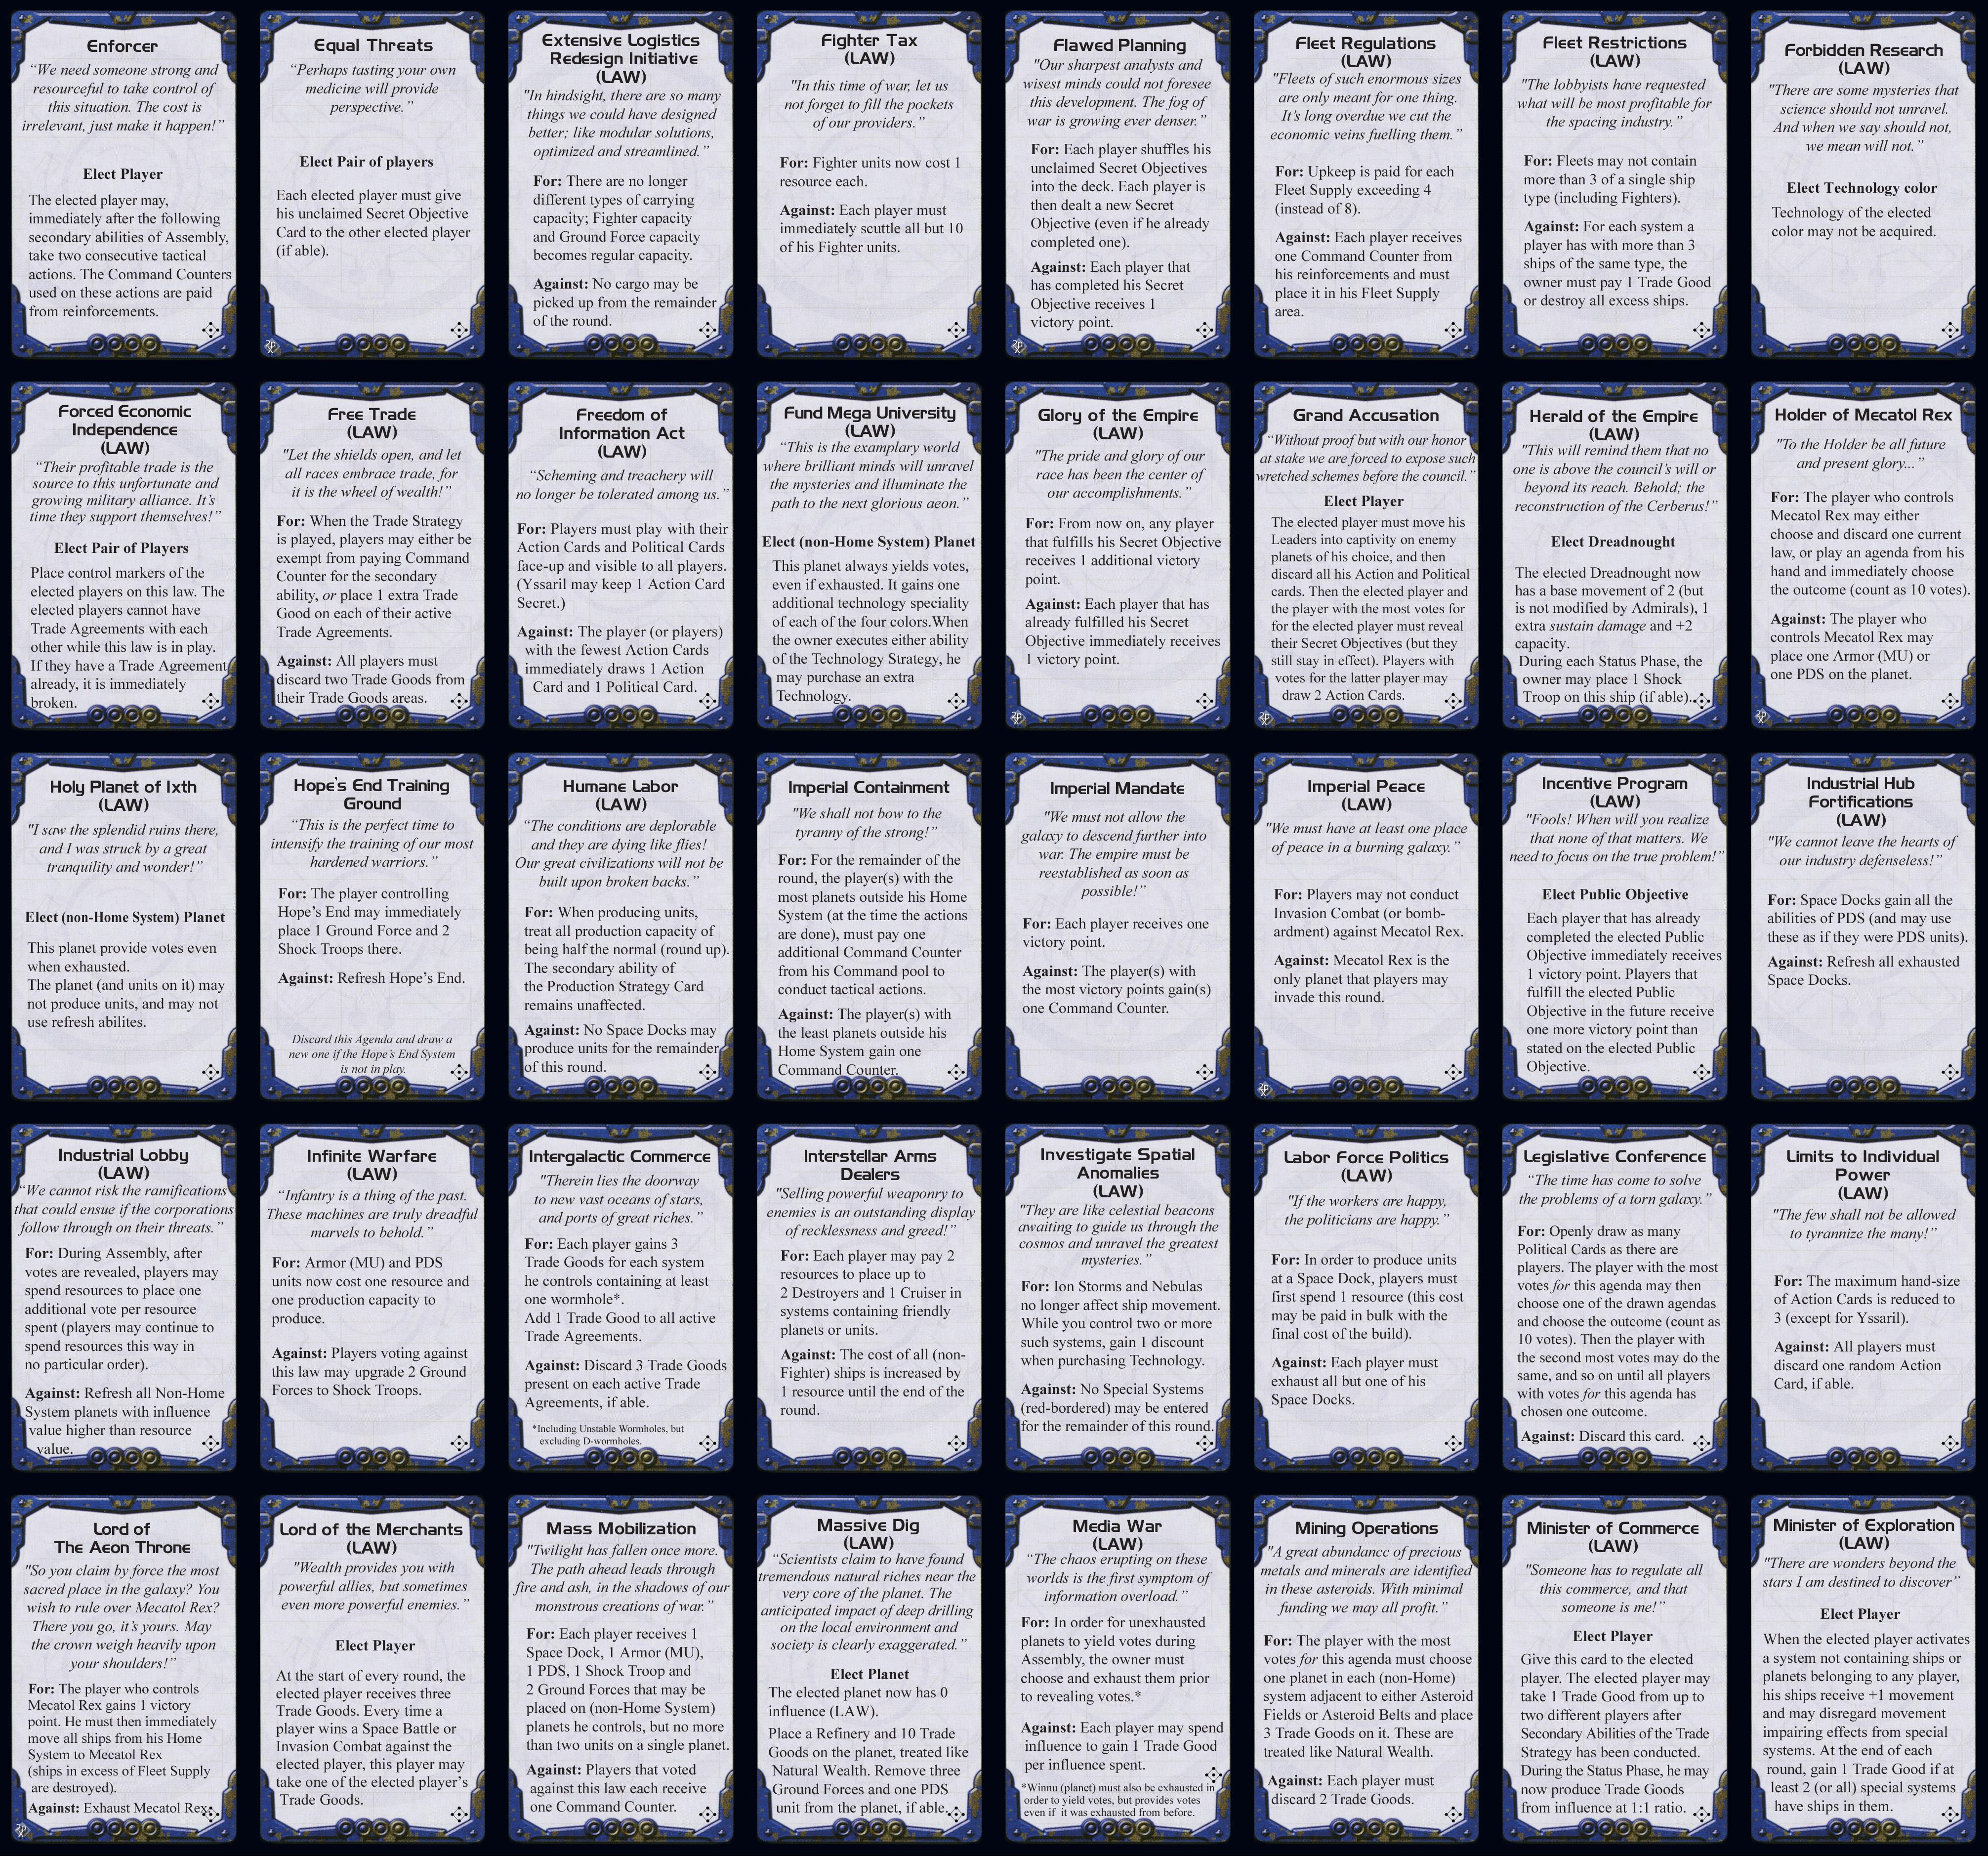 Enforcer
“We need someone strong and
resourceful to take control of
this situation. The cost is
irrelevant, just make it happen!”
Elect Player
The elected player may,
immediately after the following
secondary abilities of Assembly,
take two consecutive tactical
actions. The Command Counters
used on these actions are paid
from reinforcements.
Equal Threats
“Perhaps tasting your own
medicine will provide
perspective.”
Elect Pair of players
Each elected player must give
his unclaimed Secret Objective
Card to the other elected player
(if able).
Extensive Logistics
Redesign Initiative
(LAW)
"In hindsight, there are so many
things we could have designed
better; like modular solutions,
optimized and streamlined.”
For: There are no longer
different types of carrying
capacity; Fighter capacity
and Ground Force capacity
becomes regular capacity.
Against: No cargo may be
picked up from the remainder
of the round.
Fighter Tax
(LAW)
"In this time of war, let us
not forget to fill the pockets
of our providers.”
For: Fighter units now cost 1
resource each.
Against: Each player must
immediately scuttle all but 10
of his Fighter units.
Flawed Planning
"Our sharpest analysts and
wisest minds could not foresee
this development. The fog of
war is growing ever denser.”
For: Each player shuffles his
unclaimed Secret Objectives
into the deck. Each player is
then dealt a new Secret
Objective (even if he already
completed one).
Against: Each player that
has completed his Secret
Objective receives 1
victory point.
Fleet Regulations
(LAW)
"Fleets of such enormous sizes
are only meant for one thing.
It’s long overdue we cut the
economic veins fuelling them.”
For: Upkeep is paid for each
Fleet Supply exceeding 4
(instead of 8).
Against: Each player receives
one Command Counter from
his reinforcements and must
place it in his Fleet Supply
area.
Fleet Restrictions
(LAW)
"The lobbyists have requested
what will be most profitable for
the spacing industry.”
For: Fleets may not contain
more than 3 of a single ship
type (including Fighters).
Against: For each system a
player has with more than 3
ships of the same type, the
owner must pay 1 Trade Good
or destroy all excess ships.
Forbidden Research
(LAW)
"There are some mysteries that
science should not unravel.
And when we say should not,
we mean will not.”
Elect Technology color
Technology of the elected
color may not be acquired.
Forced Economic
Independence
(LAW)
“Their profitable trade is the
source to this unfortunate and
growing military alliance. It’s
time they support themselves!”
Elect Pair of Players
Place control markers of the
elected players on this law. The
elected players cannot have
Trade Agreements with each
other while this law is in play.
If they have a Trade Agreement
already, it is immediately
broken.
Free Trade
(LAW)
"Let the shields open, and let
all races embrace trade, for
it is the wheel of wealth!”
For: When the Trade Strategy
is played, players may either be
exempt from paying Command
Counter for the secondary
ability, or place 1 extra Trade
Good on each of their active
Trade Agreements.
Against: All players must
discard two Trade Goods from
their Trade Goods areas.
Freedom of
Information Act
(LAW)
“Scheming and treachery will
no longer be tolerated among us.”
For: Players must play with their
Action Cards and Political Cards
face-up and visible to all players.
(Yssaril may keep 1 Action Card
Secret.)
Against: The player (or players)
with the fewest Action Cards
immediately draws 1 Action
Card and 1 Political Card.
Fund Mega University
(LAW)
“This is the examplary world
where brilliant minds will unravel
the mysteries and illuminate the
path to the next glorious aeon.”
Elect (non-Home System) Planet
This planet always yields votes,
even if exhausted. It gains one
additional technology speciality
of each of the four colors.When
the owner executes either ability
of the Technology Strategy, he
may purchase an extra
Technology.
Glory of the Empire
(LAW)
"The pride and glory of our
race has been the center of
our accomplishments.”
For: From now on, any player
that fulfills his Secret Objective
receives 1 additional victory
point.
Against: Each player that has
already fulfilled his Secret
Objective immediately receives
1 victory point.
Grand Accusation
“Without proof but with our honor
at stake we are forced to expose such
wretched schemes before the council.”
Elect Player
The elected player must move his
Leaders into captivity on enemy
planets of his choice, and then
discard all his Action and Political
cards. Then the elected player and
the player with the most votes for
for the elected player must reveal
their Secret Objectives (but they
still stay in effect). Players with
votes for the latter player may
draw 2 Action Cards.
Herald of the Empire
(LAW)
"This will remind them that no
one is above the council’s will or
beyond its reach. Behold; the
reconstruction of the Cerberus!”
Elect Dreadnought
The elected Dreadnought now
has a base movement of 2 (but
is not modified by Admirals), 1
extra sustain damage and +2
capacity.
During each Status Phase, the
owner may place 1 Shock
Troop on this ship (if able).
Holder of Mecatol Rex
"To the Holder be all future
and present glory...”
For: The player who controls
Mecatol Rex may either
choose and discard one current
law, or play an agenda from his
hand and immediately choose
the outcome (count as 10 votes).
Against: The player who
controls Mecatol Rex may
place one Armor (MU) or
one PDS on the planet.
Holy Planet of Ixth
(LAW)
"I saw the splendid ruins there,
and I was struck by a great
tranquility and wonder!”
Elect (non-Home System) Planet
This planet provide votes even
when exhausted.
The planet (and units on it) may
not produce units, and may not
use refresh abilites.
Hope’s End Training
Ground
“This is the perfect time to
intensify the training of our most
hardened warriors.”
For: The player controlling
Hope’s End may immediately
place 1 Ground Force and 2
Shock Troops there.
Against: Refresh Hope’s End.
Discard this Agenda and draw a
new one if the Hope’s End System
is not in play.
Humane Labor
(LAW)
“The conditions are deplorable
and they are dying like flies!
Our great civilizations will not be
built upon broken backs.”
For: When producing units,
treat all production capacity of
being half the normal (round up).
The secondary ability of
the Production Strategy Card
remains unaffected.
Against: No Space Docks may
produce units for the remainder
of this round.
Imperial Containment
"We shall not bow to the
tyranny of the strong!”
For: For the remainder of the
round, the player(s) with the
most planets outside his Home
System (at the time the actions
are done), must pay one
additional Command Counter
from his Command pool to
conduct tactical actions.
Against: The player(s) with
the least planets outside his
Home System gain one
Command Counter.
Imperial Mandate
"We must not allow the
galaxy to descend further into
war. The empire must be
reestablished as soon as
possible!”
For: Each player receives one
victory point.
Against: The player(s) with
the most victory points gain(s)
one Command Counter.
Imperial Peace
(LAW)
"We must have at least one place
of peace in a burning galaxy.”
For: Players may not conduct
Invasion Combat (or bomb-
ardment) against Mecatol Rex.
Against: Mecatol Rex is the
only planet that players may
invade this round.
Incentive Program
(LAW)
"Fools! When will you realize
that none of that matters. We
need to focus on the true problem!”
Elect Public Objective
Each player that has already
completed the elected Public
Objective immediately receives
1 victory point. Players that
fulfill the elected Public
Objective in the future receive
one more victory point than
stated on the elected Public
Objective.
Industrial Hub
Fortifications
(LAW)
"We cannot leave the hearts of
our industry defenseless!”
For: Space Docks gain all the
abilities of PDS (and may use
these as if they were PDS units).
Against: Refresh all exhausted
Space Docks.
Industrial Lobby
(LAW)
“We cannot risk the ramifications
that could ensue if the corporations
follow through on their threats.”
For: During Assembly, after
votes are revealed, players may
spend resources to place one
additional vote per resource
spent (players may continue to
spend resources this way in
no particular order).
Against: Refresh all Non-Home
System planets with influence
value higher than resource
value.
Infinite Warfare
(LAW)
“Infantry is a thing of the past.
These machines are truly dreadful
marvels to behold.”
For: Armor (MU) and PDS
units now cost one resource and
one production capacity to
produce.
Against: Players voting against
this law may upgrade 2 Ground
Forces to Shock Troops.
Intergalactic Commerce
"Therein lies the doorway
to new vast oceans of stars,
and ports of great riches.”
For: Each player gains 3
Trade Goods for each system
he controls containing at least
one wormhole*.
Add 1 Trade Good to all active
Trade Agreements.
Against: Discard 3 Trade Goods
present on each active Trade
Agreements, if able.
*Including Unstable Wormholes, but
excluding D-wormholes.
Interstellar Arms
Dealers
"Selling powerful weaponry to
enemies is an outstanding display
of recklessness and greed!”
For: Each player may pay 2
resources to place up to
2 Destroyers and 1 Cruiser in
systems containing friendly
planets or units.
Against: The cost of all (non-
Fighter) ships is increased by
1 resource until the end of the
round.
Investigate Spatial
Anomalies
(LAW)
"They are like celestial beacons
awaiting to guide us through the
cosmos and unravel the greatest
mysteries.”
For: Ion Storms and Nebulas
no longer affect ship movement.
While you control two or more
such systems, gain 1 discount
when purchasing Technology.
Against: No Special Systems
(red-bordered) may be entered
for the remainder of this round.
Labor Force Politics
(LAW)
"If the workers are happy,
the politicians are happy.”
For: In order to produce units
at a Space Dock, players must
first spend 1 resource (this cost
may be paid in bulk with the
final cost of the build).
Against: Each player must
exhaust all but one of his
Space Docks.
Legislative Conference
“The time has come to solve
the problems of a torn galaxy.”
For: Openly draw as many
Political Cards as there are
players. The player with the most
votes for this agenda may then
choose one of the drawn agendas
and choose the outcome (count as
10 votes). Then the player with
the second most votes may do the
same, and so on until all players
with votes for this agenda has
chosen one outcome.
Against: Discard this card.
Limits to Individual
Power
(LAW)
"The few shall not be allowed
to tyrannize the many!”
For: The maximum hand-size
of Action Cards is reduced to
3 (except for Yssaril).
Against: All players must
discard one random Action
Card, if able.
Lord of
The Aeon Throne
"So you claim by force the most
sacred place in the galaxy? You
wish to rule over Mecatol Rex?
There you go, it’s yours. May
the crown weigh heavily upon
your shoulders!”
For: The player who controls
Mecatol Rex gains 1 victory
point. He must then immediately
move all ships from his Home
System to Mecatol Rex
(ships in excess of Fleet Supply
are destroyed).
Against: Exhaust Mecatol Rex.
Lord of the Merchants
(LAW)
"Wealth provides you with
powerful allies, but sometimes
even more powerful enemies.”
Elect Player
At the start of every round, the
elected player receives three
Trade Goods. Every time a
player wins a Space Battle or
Invasion Combat against the
elected player, this player may
take one of the elected player’s
Trade Goods.
Mass Mobilization
"Twilight has fallen once more.
The path ahead leads through
fire and ash, in the shadows of our
monstrous creations of war.”
For: Each player receives 1
Space Dock, 1 Armor (MU),
1 PDS, 1 Shock Troop and
2 Ground Forces that may be
placed on (non-Home System)
planets he controls, but no more
than two units on a single planet.
Against: Players that voted
against this law each receive
one Command Counter.
Massive Dig
(LAW)
“Scientists claim to have found
tremendous natural riches near the
very core of the planet. The
anticipated impact of deep drilling
on the local environment and
society is clearly exaggerated.”
Elect Planet
The elected planet now has 0
influence (LAW).
Place a Refinery and 10 Trade
Goods on the planet, treated like
Natural Wealth. Remove three
Ground Forces and one PDS
unit from the planet, if able.
Media War
(LAW)
“The chaos erupting on these
worlds is the first symptom of
information overload.”
For: In order for unexhausted
planets to yield votes during
Assembly, the owner must
choose and exhaust them prior
to revealing votes.*
Against: Each player may spend
influence to gain 1 Trade Good
per influence spent.
*Winnu (planet) must also be exhausted in
order to yield votes, but provides votes
even if it was exhausted from before.
Mining Operations
"A great abundance of precious
metals and minerals are identified
in these asteroids. With minimal
funding we may all profit.”
For: The player with the most
votes for this agenda must choose
one planet in each (non-Home)
system adjacent to either Asteroid
Fields or Asteroid Belts and place
3 Trade Goods on it. These are
treated like Natural Wealth.
Against: Each player must
discard 2 Trade Goods.
Minister of Commerce
(LAW)
"Someone has to regulate all
this commerce, and that
someone is me!”
Elect Player
Give this card to the elected
player. The elected player may
take 1 Trade Good from up to
two different players after
Secondary Abilities of the Trade
Strategy has been conducted.
During the Status Phase, he may
now produce Trade Goods
from influence at 1:1 ratio.
Minister of Exploration
(LAW)
"There are wonders beyond the
stars I am destined to discover”
Elect Player
When the elected player activates
a system not containing ships or
planets belonging to any player,
his ships receive +1 movement
and may disregard movement
impairing effects from special
systems. At the end of each
round, gain 1 Trade Good if at
least 2 (or all) special systems
have ships in them.